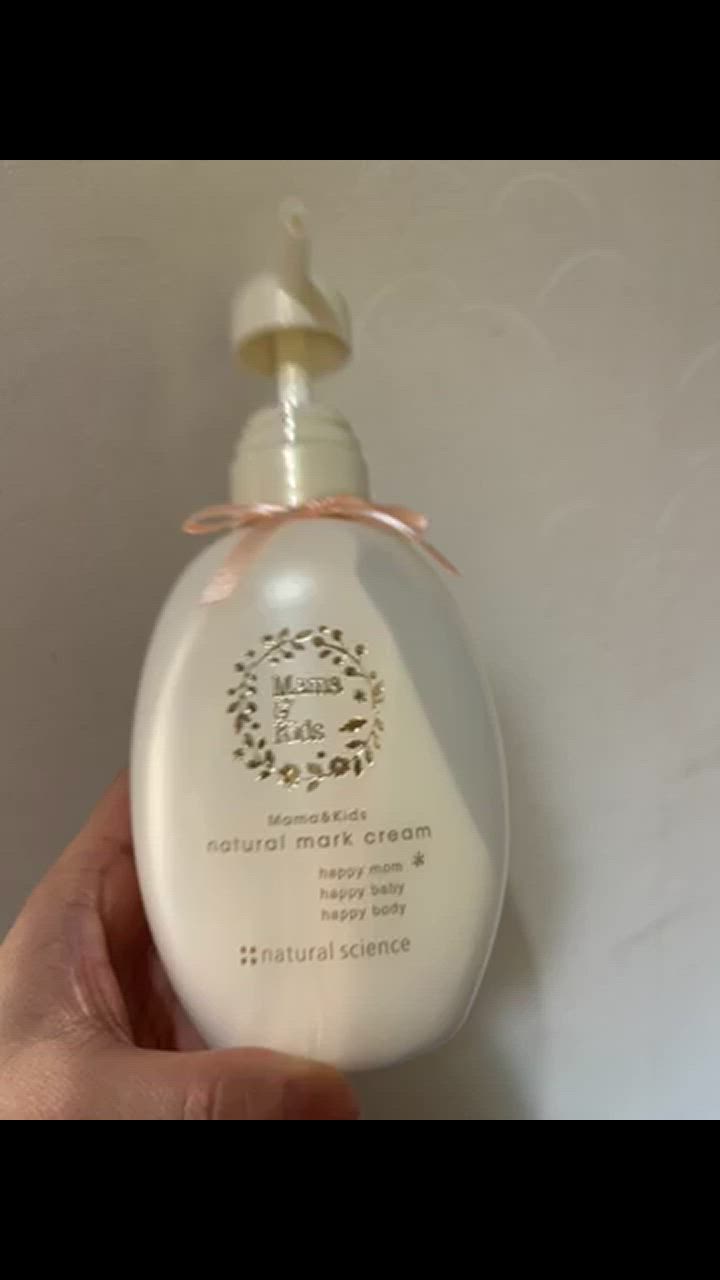 Mama
&
Kids
Mama&Kids
natural mark cream
happy mom *
happy baby
happy body
natural science